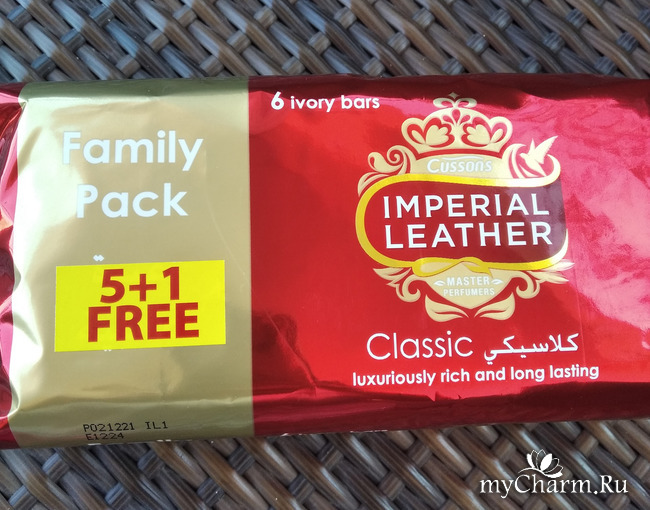 6 ivory bars
Family
Pack
5+1
FREE
Cussons
IMPERIAL
LEATHER
MASTER
PERFUMERS
Classic كلاسيكي
luxuriously rich and long lasting
P021221 IL1
E1224
myCharm.Ru